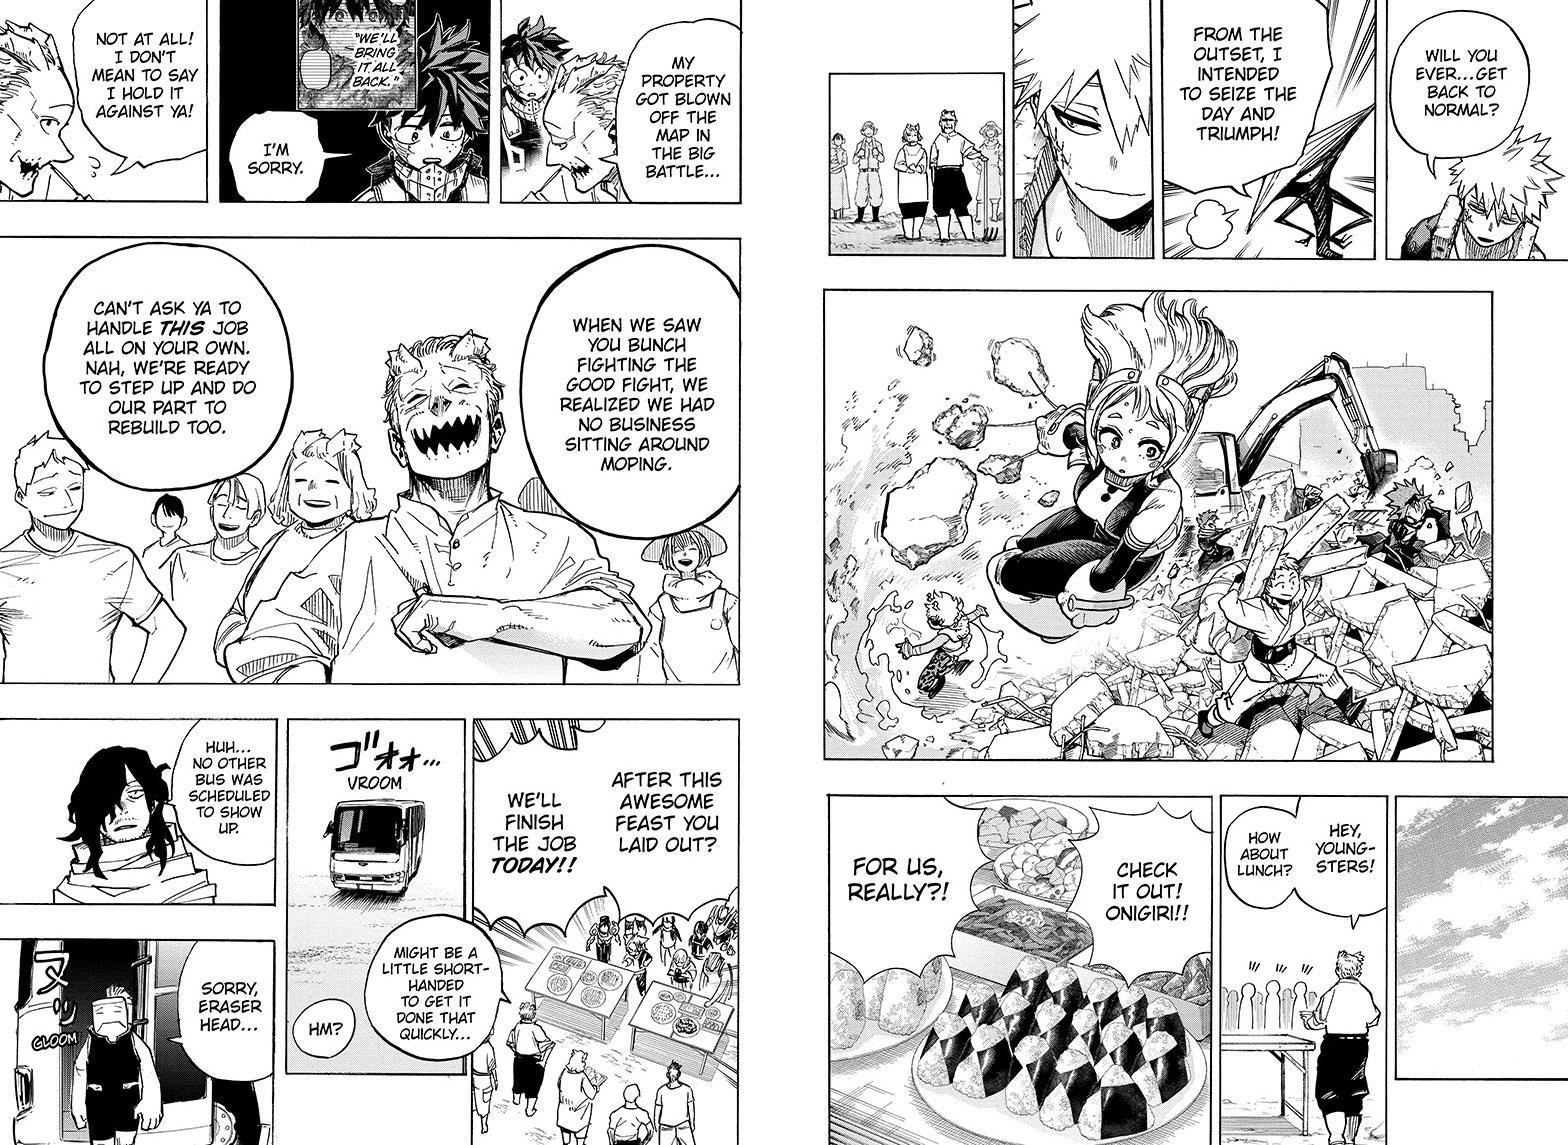 WILL YOU
EVER...GET
BACK TO
NORMAL?
FROM THE
OUTSET, I
INTENDED
TO SEIZE THE
DAY AND
TRIUMPH!
HEY,
YOUNG-
STERS!
HOW
ABOUT
LUNCH?
CHECK
IT OUT!
ONIGIRI!!
FOR US,
REALLY?!
MY
PROPERTY
GOT BLOWN
OFF THE
MAP IN
THE BIG
BATTLE...
"WE'LL
BRING
IT ALL
BACK."
I'M
SORRY.
NOT AT ALL!
I DON'T
MEAN TO SAY
I HOLD IT
AGAINST YA!
WHEN WE SAW
YOU BUNCH
FIGHTING THE
GOOD FIGHT, WE
REALIZED WE HAD
NO BUSINESS
SITTING AROUND
MOPING.
CAN'T ASK YA TO
HANDLE THIS JOB
ALL ON YOUR OWN.
NAH, WE'RE READY
TO STEP UP AND DO
OUR PART TO
REBUILD TOO.
AFTER THIS
AWESOME
FEAST YOU
LAID OUT?
WE'LL
FINISH
THE JOB
TODAY!!
MIGHT BE A
LITTLE SHORT-
HANDED TO
GET IT
DONE THAT
QUICKLY...
ゴォォ...
VROOM
HM?
HUH...
NO OTHER
BUS WAS
SCHEDULED
TO SHOW
UP.
SORRY,
ERASER
HEAD...
ヌッ
GLOOM